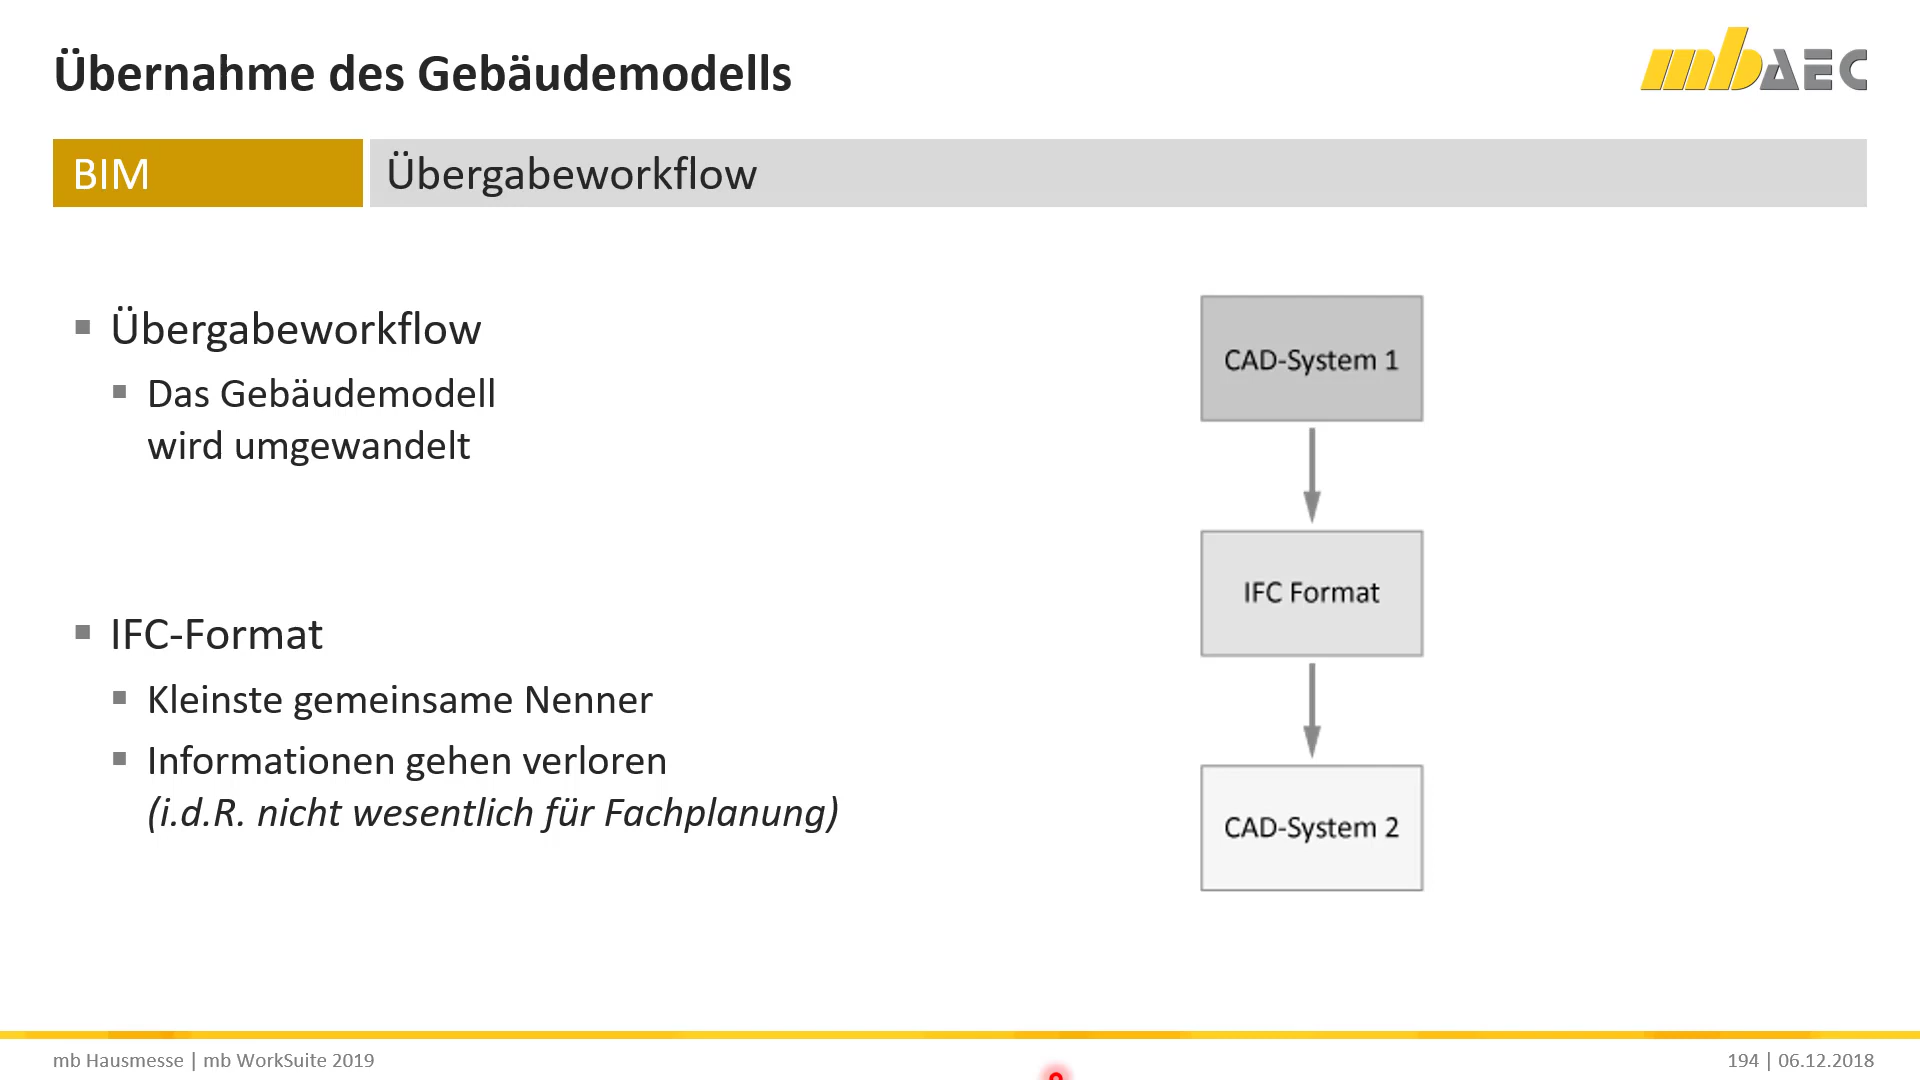 Übernahme des Gebäudemodells
mb AEC
BIM
Übergabeworkflow
Übergabeworkflow
Das Gebäudemodell
wird umgewandelt
IFC-Format
Kleinste gemeinsame Nenner
Informationen gehen verloren
(i.d.R. nicht wesentlich für Fachplanung)
CAD-System 1
IFC Format
CAD-System 2
mb Hausmesse | mb WorkSuite 2019
194 | 06.12.2018